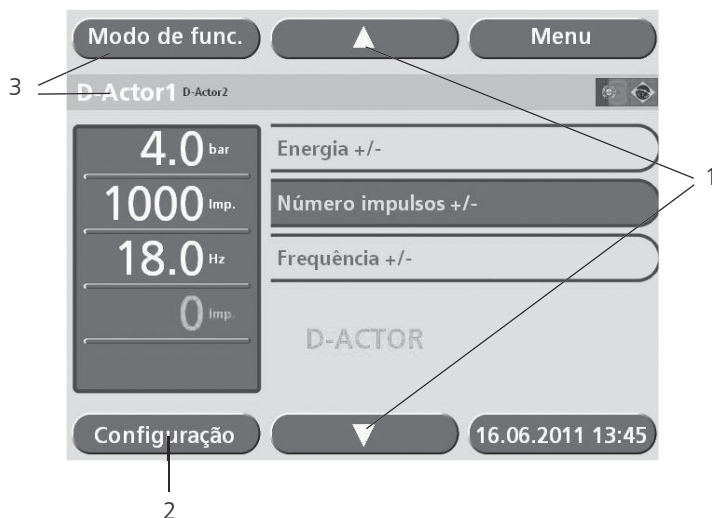 Modo de func.
Menu
3
D-Actor1 D-Actor2
4.0 bar
Energia +/-
1
1000 Imp.
Número impulsos +/-
18.0 Hz
Frequência +/-
0 Imp.
D-ACTOR
Configuração
16.06.2011 13:45
2